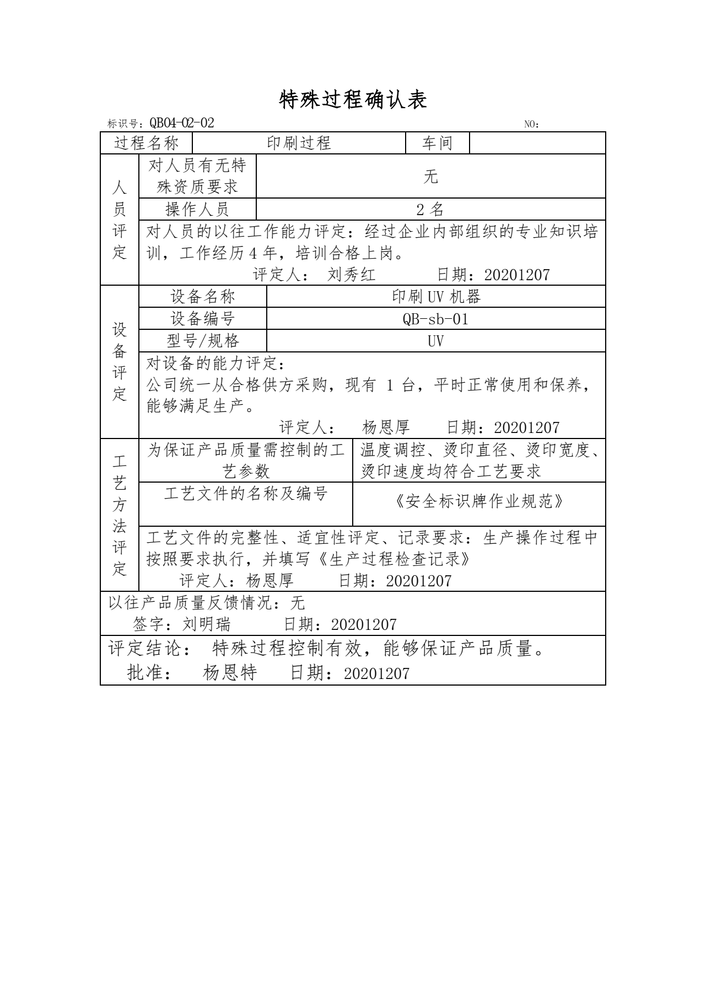 特殊过程确认表
标识号：QB04-02-02 NO：
过程名称 印刷过程 车间
人员评定
对人员有无特
殊资质要求
无
操作人员 2 名
对人员的以往工作能力评定：经过企业内部组织的专业知识培
训，工作经历 4 年，培训合格上岗。
评定人： 刘秀红 日期：20201207
设备评定
设备名称 印刷 UV 机器
设备编号 QB-sb-01
型号/规格 UV
对设备的能力评定：
公司统一从合格供方采购，现有 1 台，平时正常使用和保养，
能够满足生产。
评定人： 杨恩厚 日期：20201207
工艺方法评定
为保证产品质量需控制的工
艺参数
温度调控、烫印直径、烫印宽度、
烫印速度均符合工艺要求
工艺文件的名称及编号
《安全标识牌作业规范》
工艺文件的完整性、适宜性评定、记录要求：生产操作过程中
按照要求执行，并填写《生产过程检查记录》
评定人：杨恩厚 日期：20201207
以往产品质量反馈情况：无
签字：刘明瑞 日期：20201207
评定结论： 特殊过程控制有效，能够保证产品质量。
批准： 杨恩特 日期：20201207